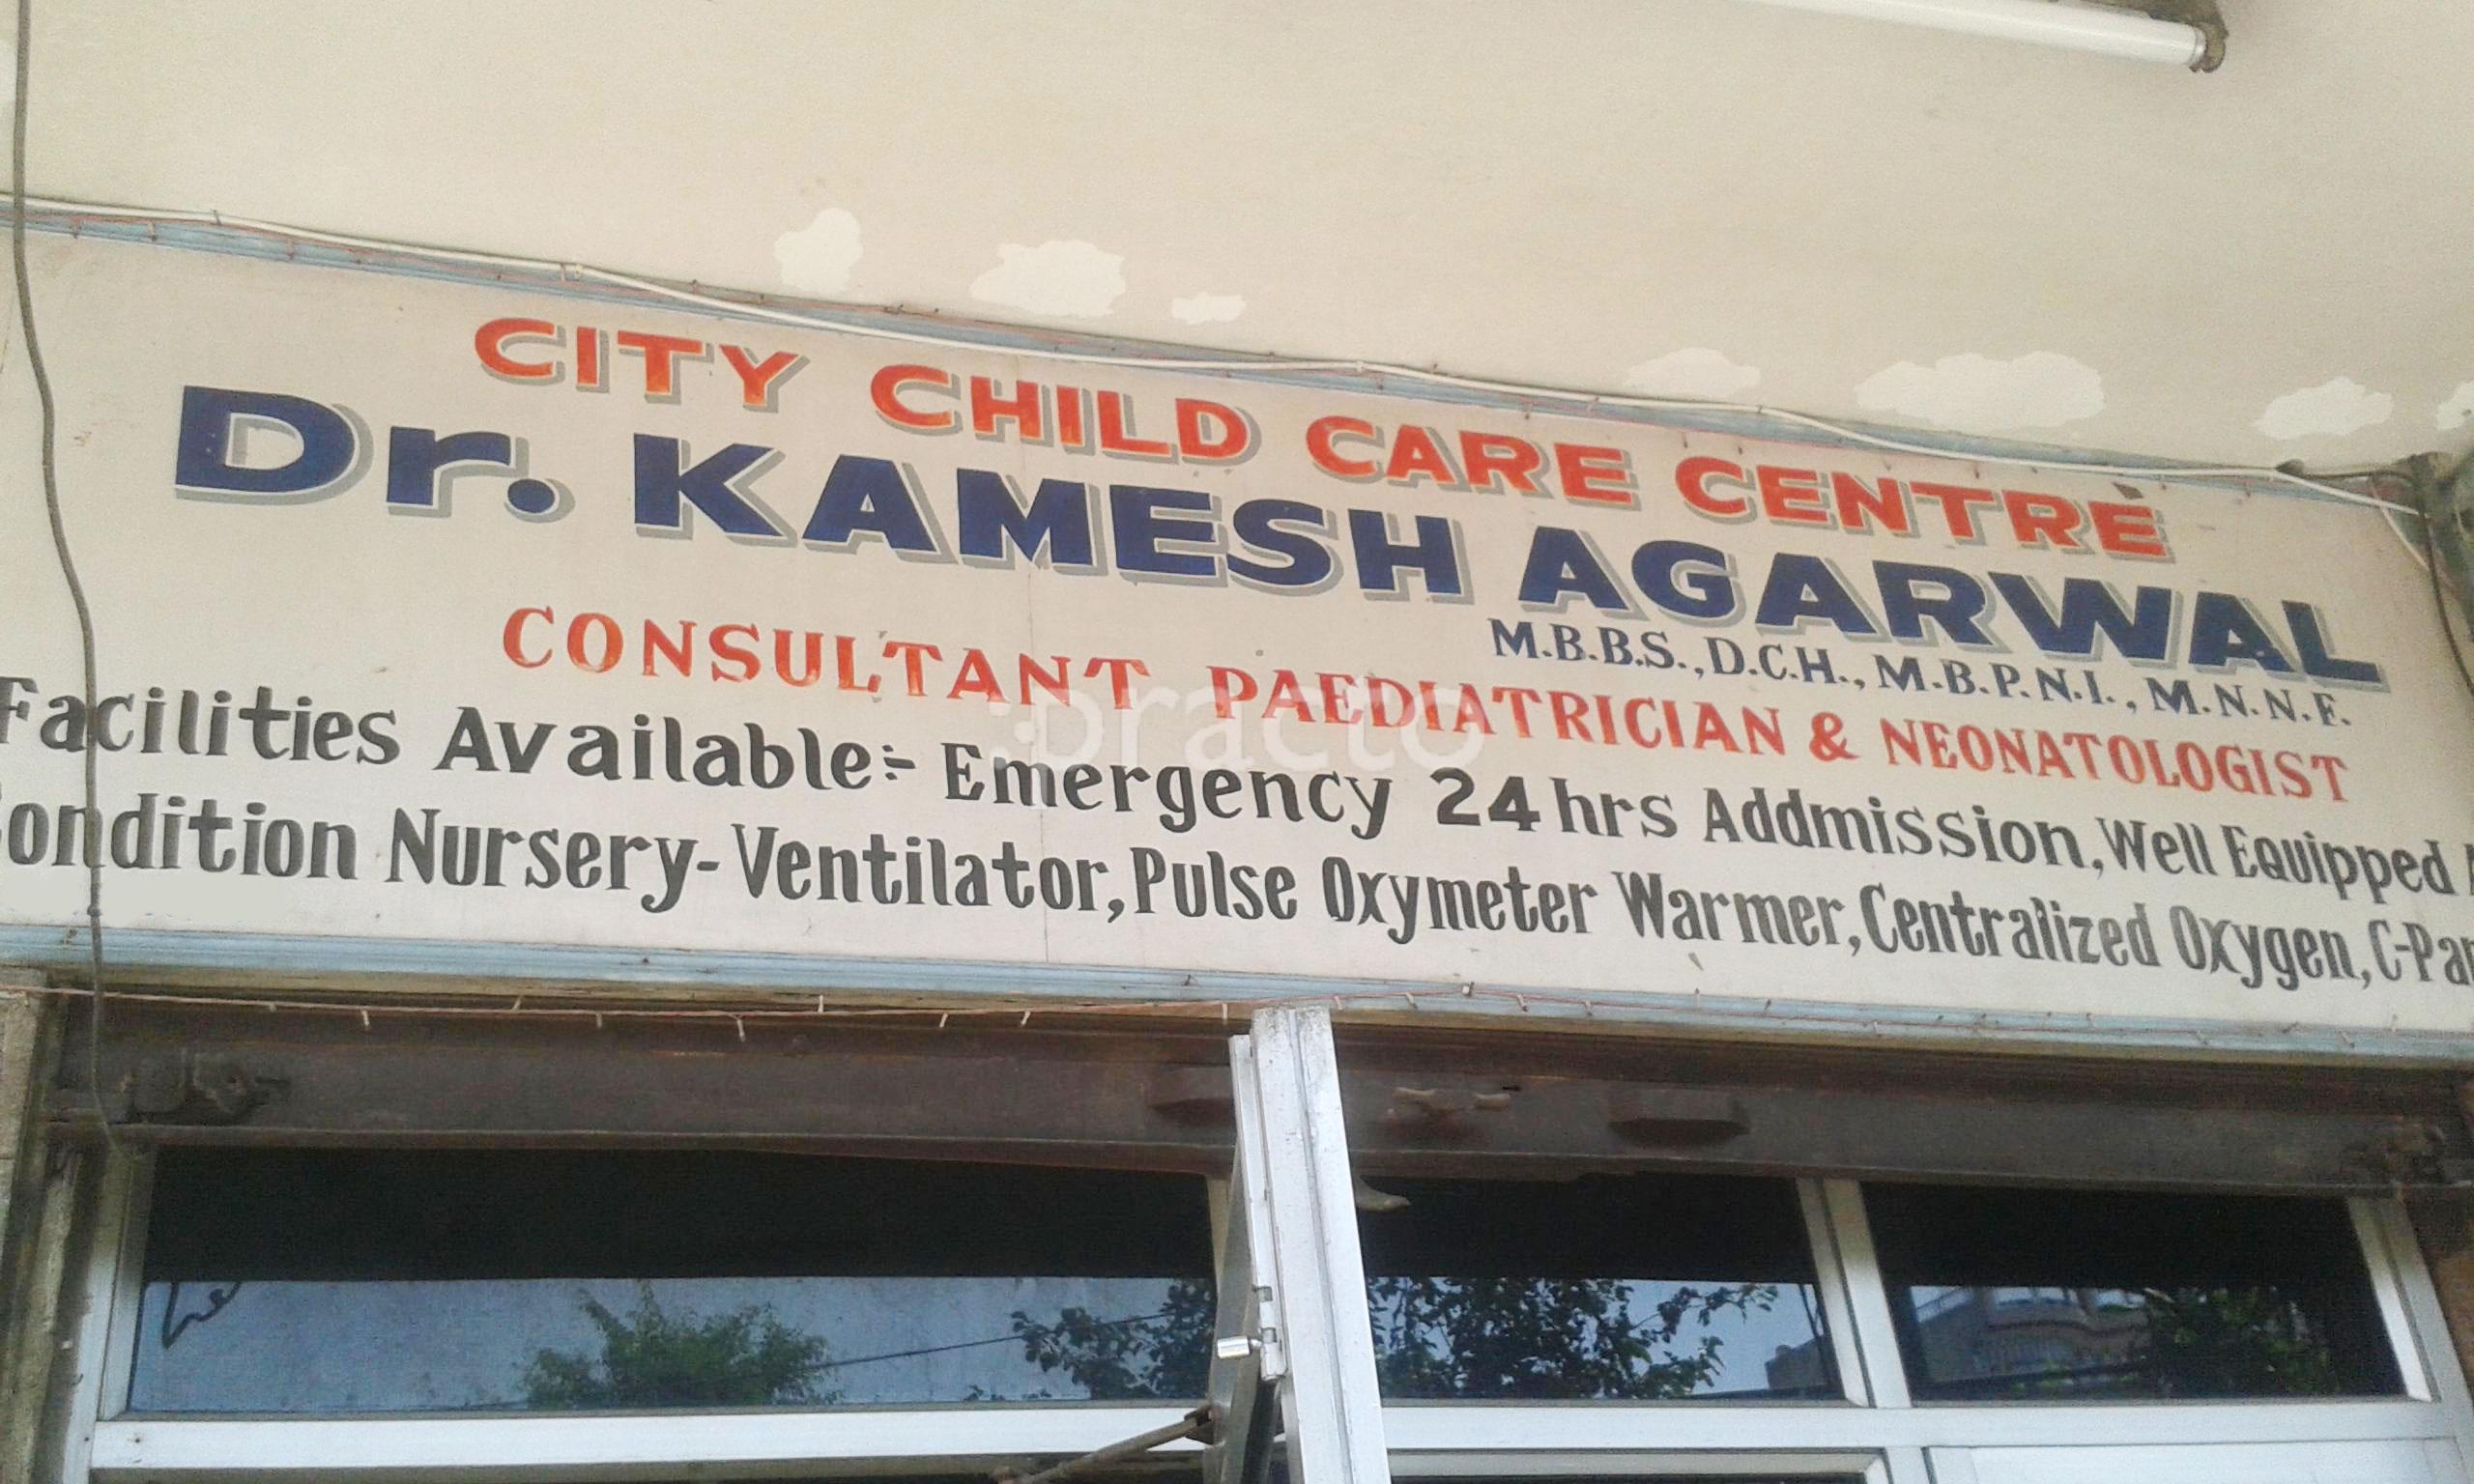 CITY CHILD CARE CENTRE
Dr. KAMESH AGARWAL
M.B.B.S., D.C.H., M.B.P.N.I., M.N.N.F.
CONSULTANT PAEDIATRICIAN & NEONATOLOGIST
Facilities Available:- Emergency 24 hrs Addmission, Well Equipped
ondition Nursery-Ventilator, Pulse Oxymeter Warmer, Centralized Oxygen, C-Pa
practo